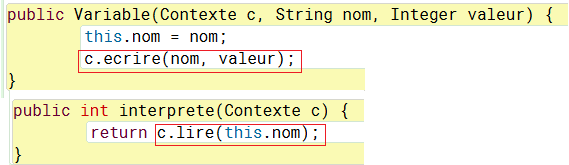 public Variable(Contexte c, String nom, Integer valeur) {
this.nom = nom;
c.ecrire(nom, valeur);
}
public int interprete(Contexte c) {
return c.lire(this.nom);
}